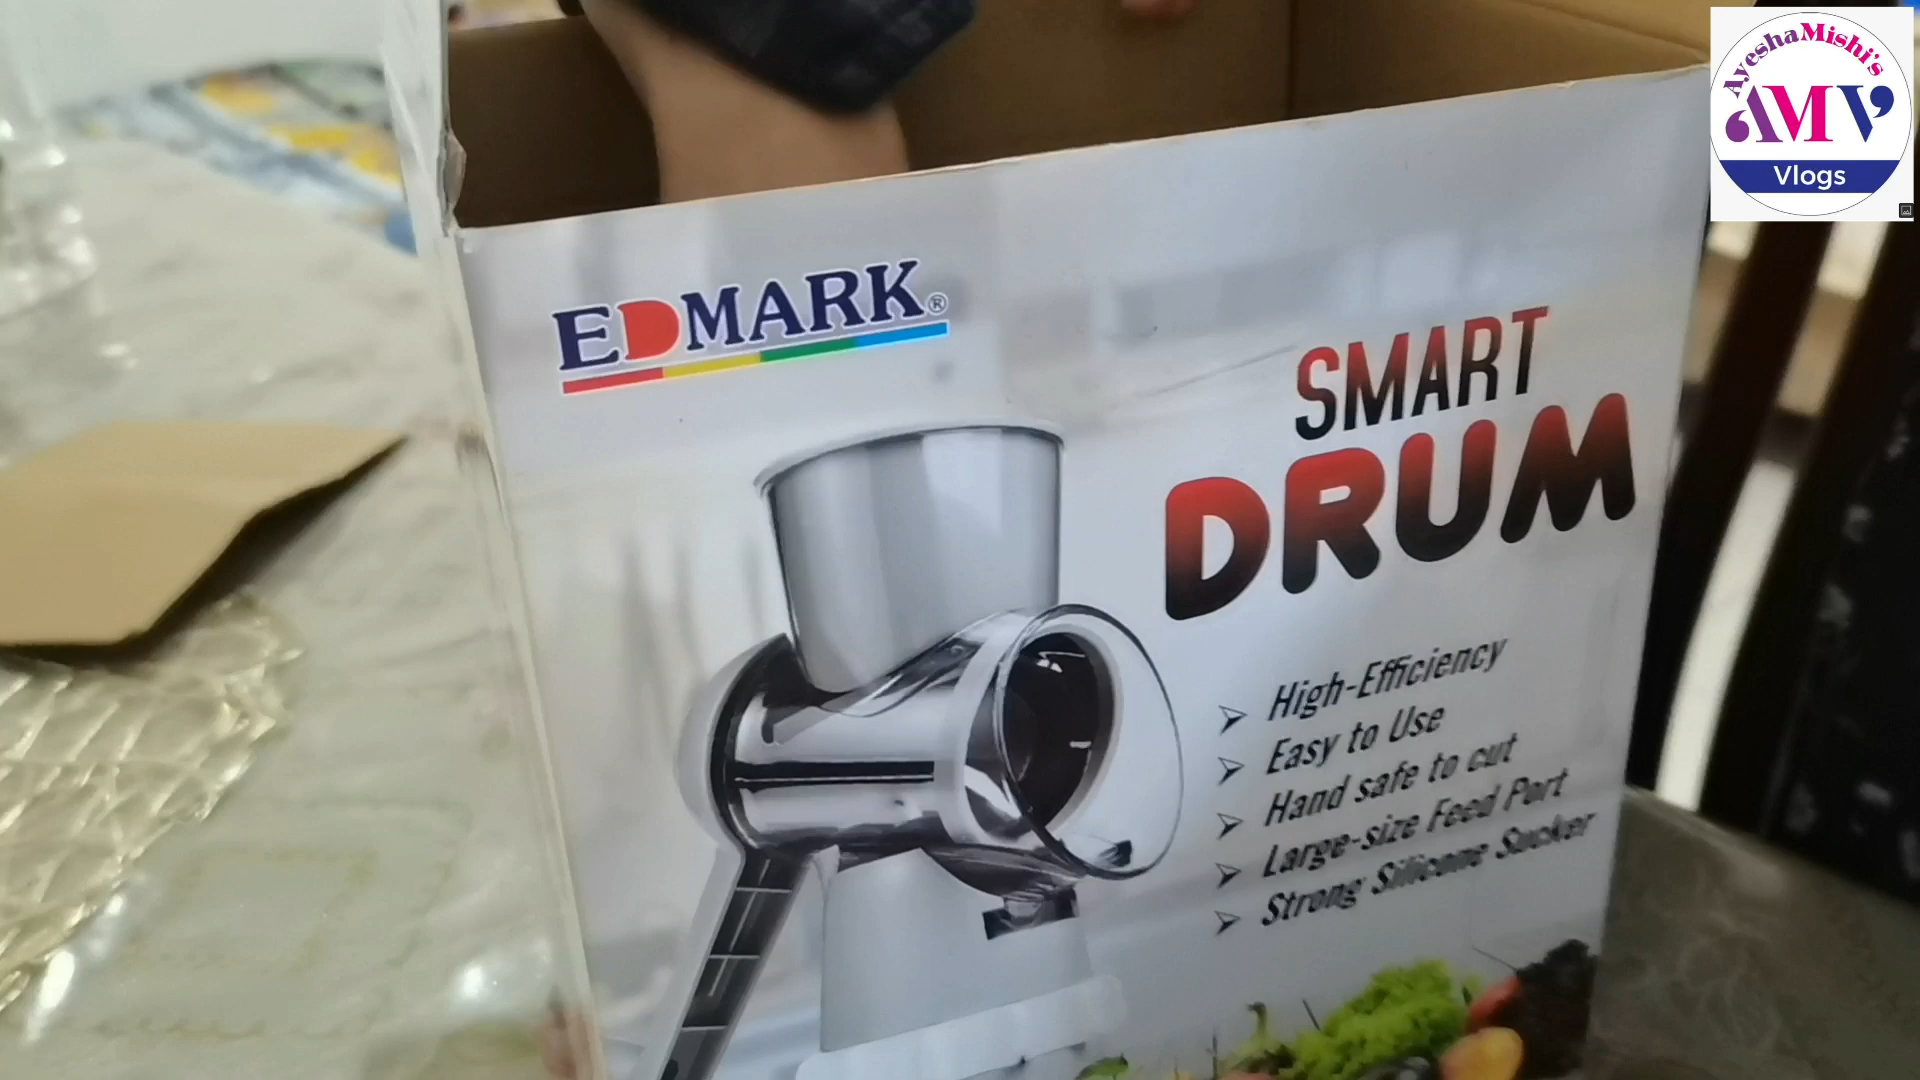 AyeshaMishi's
AMV
Vlogs
EDMARK®
SMART
DRUM
High-Efficiency
Easy to Use
Hand safe to cut
Large-size Feed Port
Strong Silicone Sucker